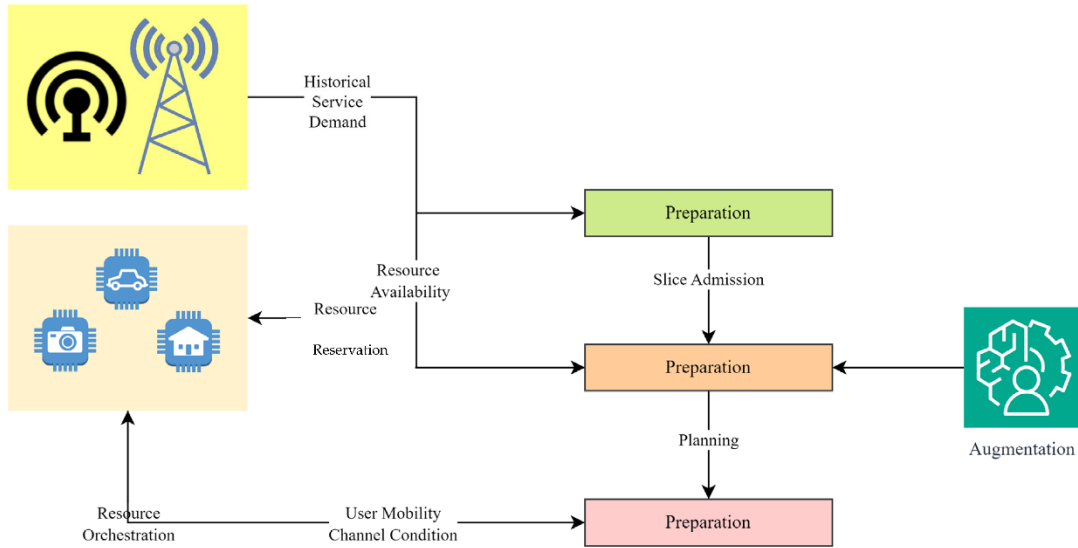 Historical
Service
Demand
Preparation
Resource
Availability
Slice Admission
Resource
Reservation
Preparation
Planning
Augmentation
Resource
Orchestration
User Mobility
Channel Condition
Preparation